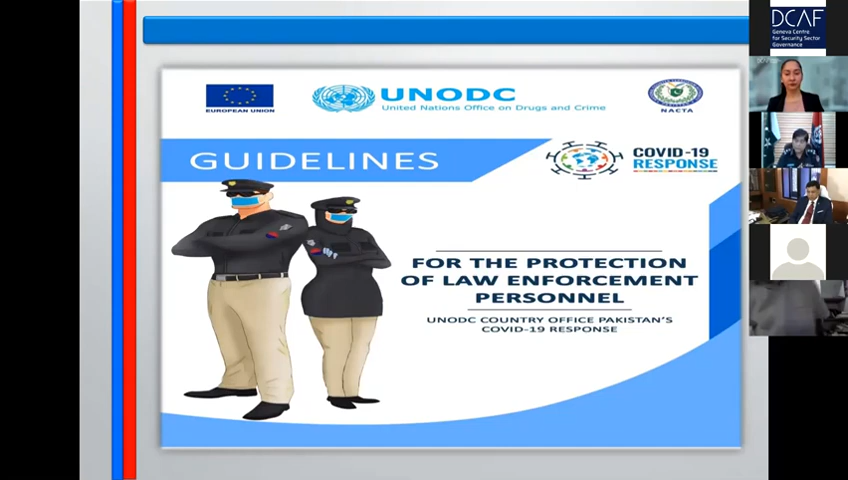 EUROPEAN UNION
UNODC
United Nations Office on Drugs and Crime
NACTA
GUIDELINES
COVID-19
RESPONSE
FOR THE PROTECTION
OF LAW ENFORCEMENT
PERSONNEL
UNODC COUNTRY OFFICE PAKISTAN'S
COVID-19 RESPONSE
DCAF
Geneva Centre
for Security Sector
Governance